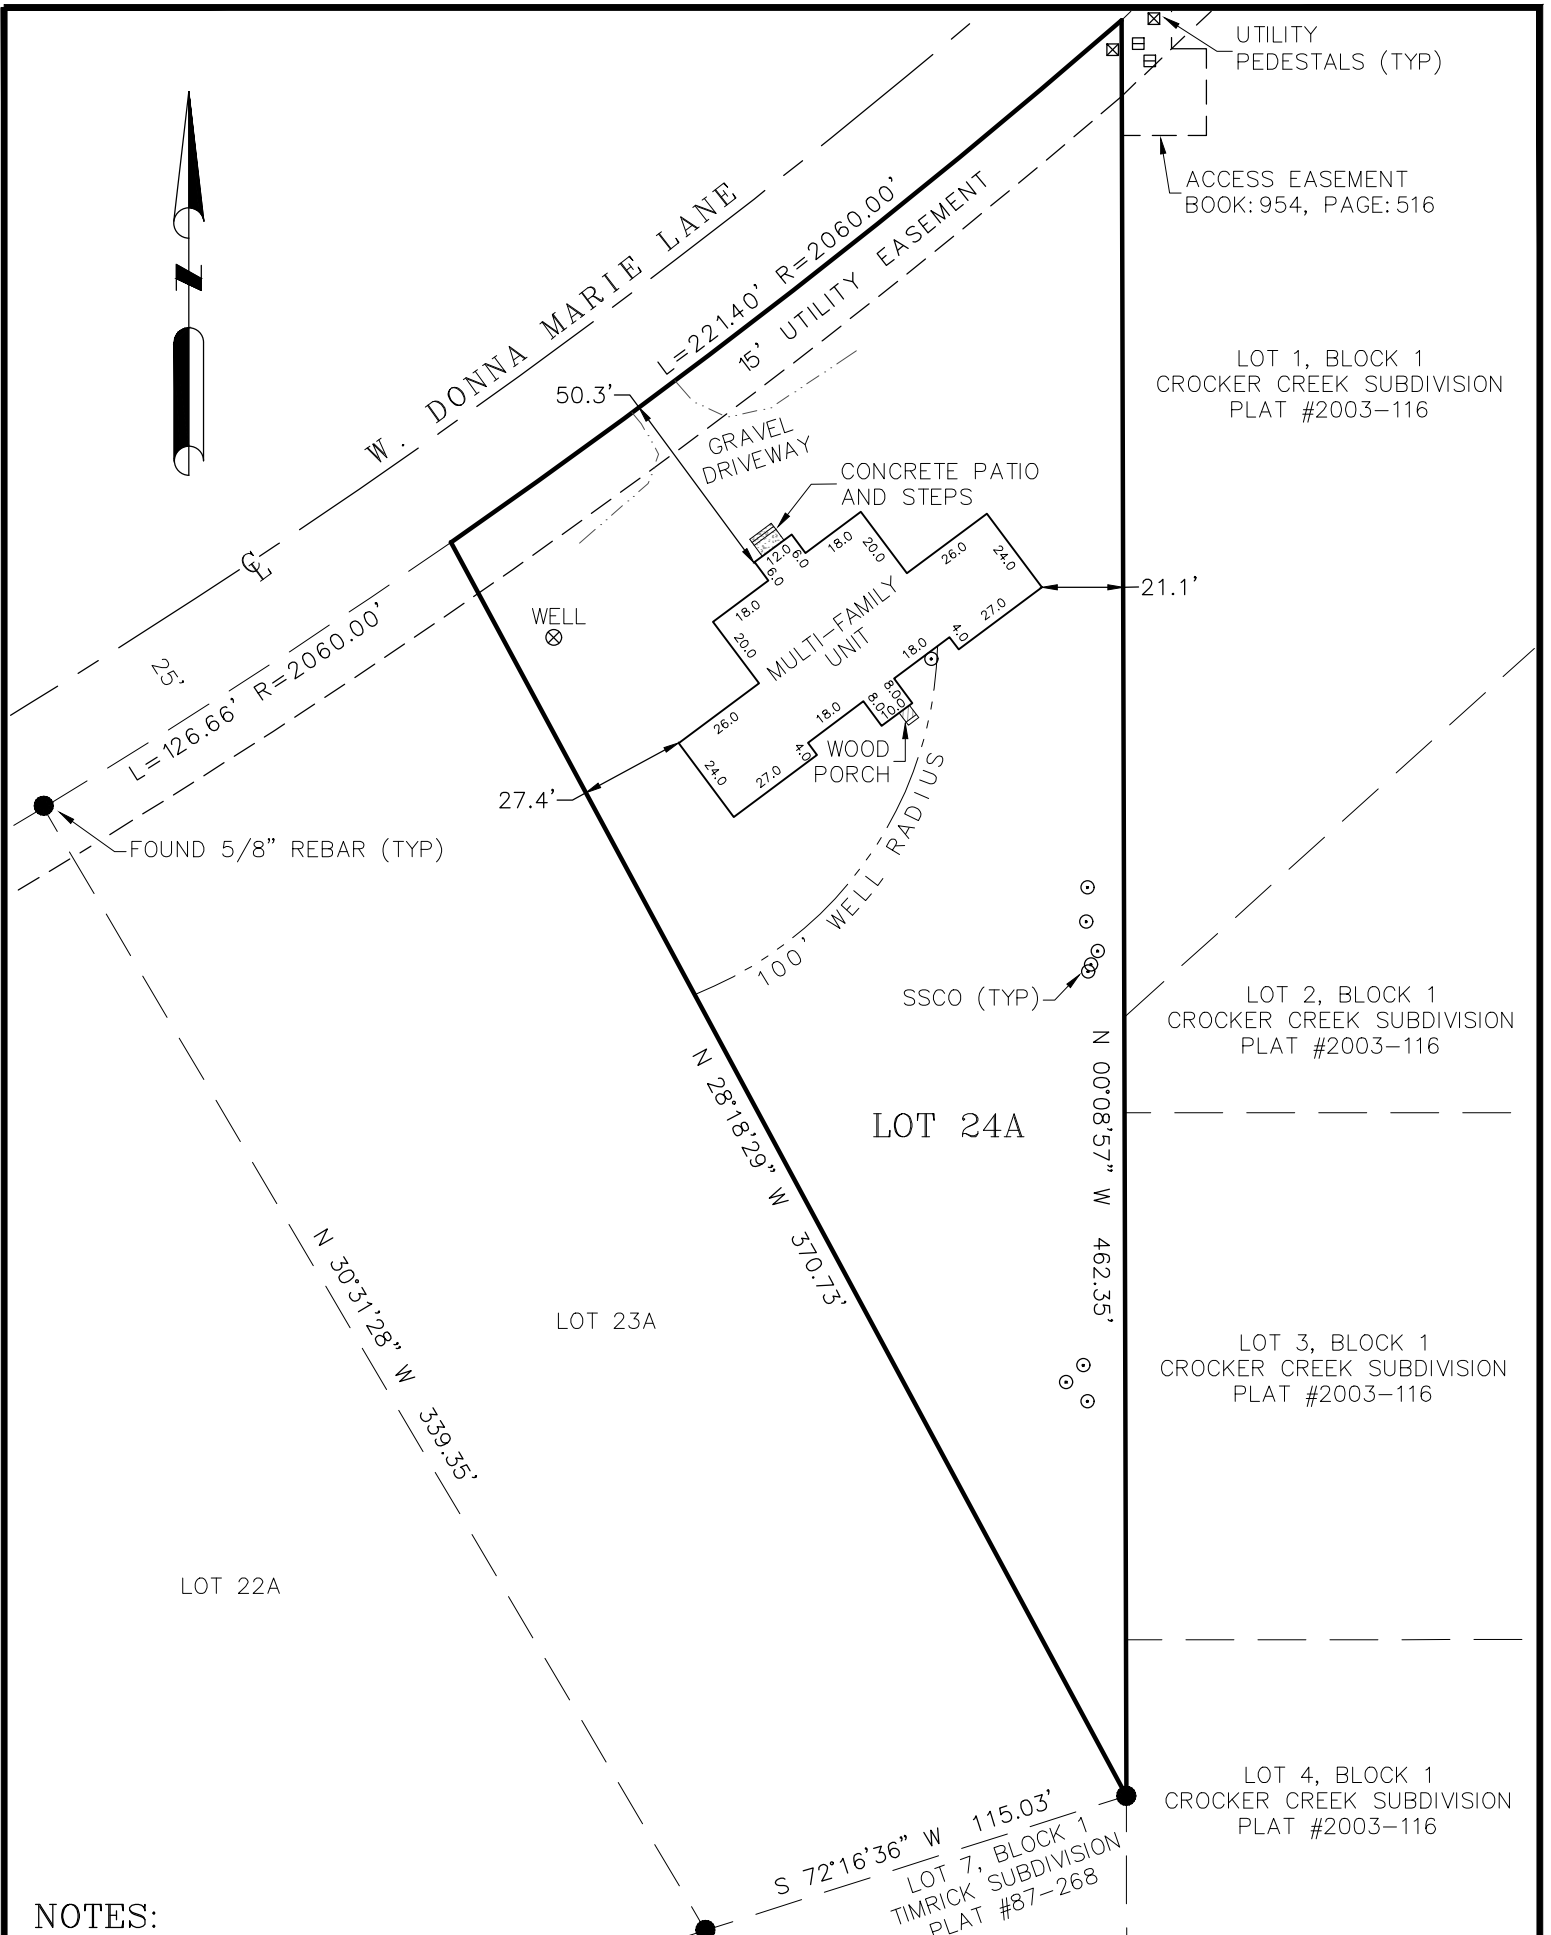 UTILITY
PEDESTALS (TYP)
ACCESS EASEMENT
BOOK:954, PAGE:516
N
W. DONNA MARIE LANE
L=221.40' R=2060.00'
15' UTILITY EASEMENT
LOT 1, BLOCK 1
CROCKER CREEK SUBDIVISION
PLAT #2003-116
50.3'
GRAVEL
DRIVEWAY
CONCRETE PATIO
AND STEPS
12.0
6.0
18.0
20.0
26.0
24.0
6.0
18.0
20.0
MULTI-FAMILY
UNIT
27.0
4.0
18.0
8.0
10.0
8.0
18.0
4.0
27.0
24.0
26.0
21.1'
CL
WELL
25'
L=126.66' R=2060.00'
WOOD
PORCH
27.4'
FOUND 5/8" REBAR (TYP)
100' WELL RADIUS
SSCO (TYP)
LOT 2, BLOCK 1
CROCKER CREEK SUBDIVISION
PLAT #2003-116
N 00°08'57" W 462.35'
N 28°18'29" W 370.73'
LOT 24A
N 30°31'28" W 339.35'
LOT 23A
LOT 3, BLOCK 1
CROCKER CREEK SUBDIVISION
PLAT #2003-116
LOT 22A
LOT 4, BLOCK 1
CROCKER CREEK SUBDIVISION
PLAT #2003-116
S 72°16'36" W 115.03'
LOT 7, BLOCK 1
TIMRICK SUBDIVISION
PLAT #87-268
NOTES: